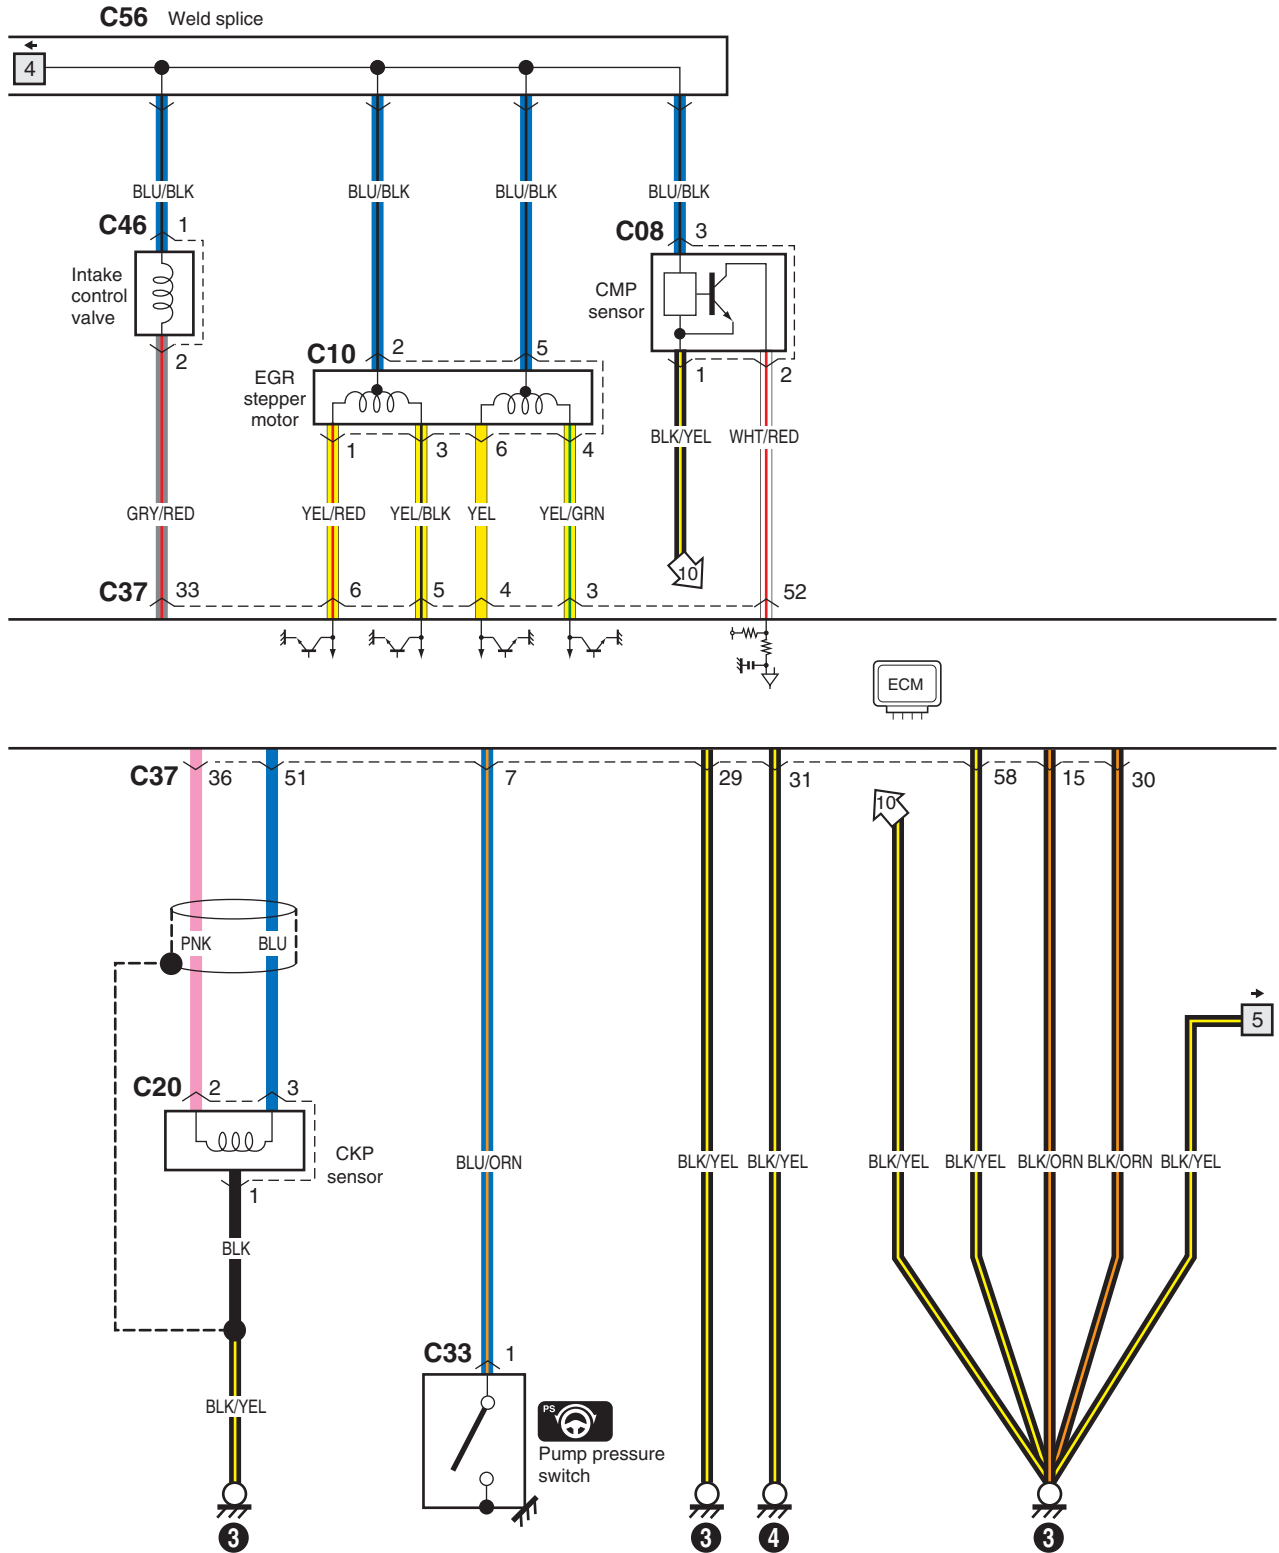 C56 Weld splice
4
BLU/BLK BLU/BLK BLU/BLK BLU/BLK
C46 1
C08 3
Intake
control
valve
CMP
sensor
2
C10 2 5
1 2
EGR
stepper
motor
1 3 6 4
BLK/YEL WHT/RED
GRY/RED YEL/RED YEL/BLK YEL YEL/GRN
10
C37 33 6 5 4 3 52
ECM
C37 36 51 7 29 31 58 15 30
10
PNK BLU
5
C20 2 3
CKP
sensor
BLU/ORN BLK/YEL BLK/YEL BLK/YEL BLK/YEL BLK/ORN BLK/ORN BLK/YEL
1
BLK
C33 1
BLK/YEL
PS
Pump pressure
switch
3 3 4 3